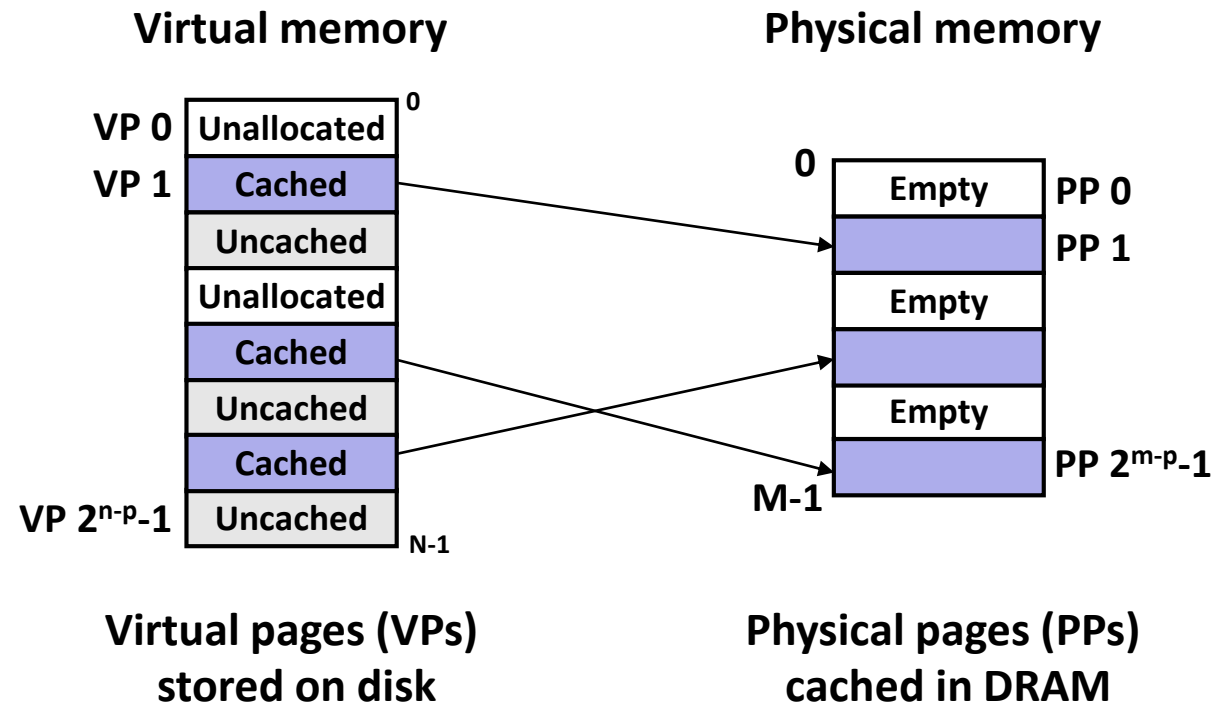 Virtual memory
Physical memory
0
VP 0
Unallocated
VP 1
Cached
Uncached
Unallocated
Cached
Uncached
Cached
VP 2ⁿ⁻ᵖ-1
Uncached
N-1
0
Empty
PP 0
PP 1
Empty
Empty
PP 2ᵐ⁻ᵖ-1
M-1
Virtual pages (VPs)
stored on disk
Physical pages (PPs)
cached in DRAM